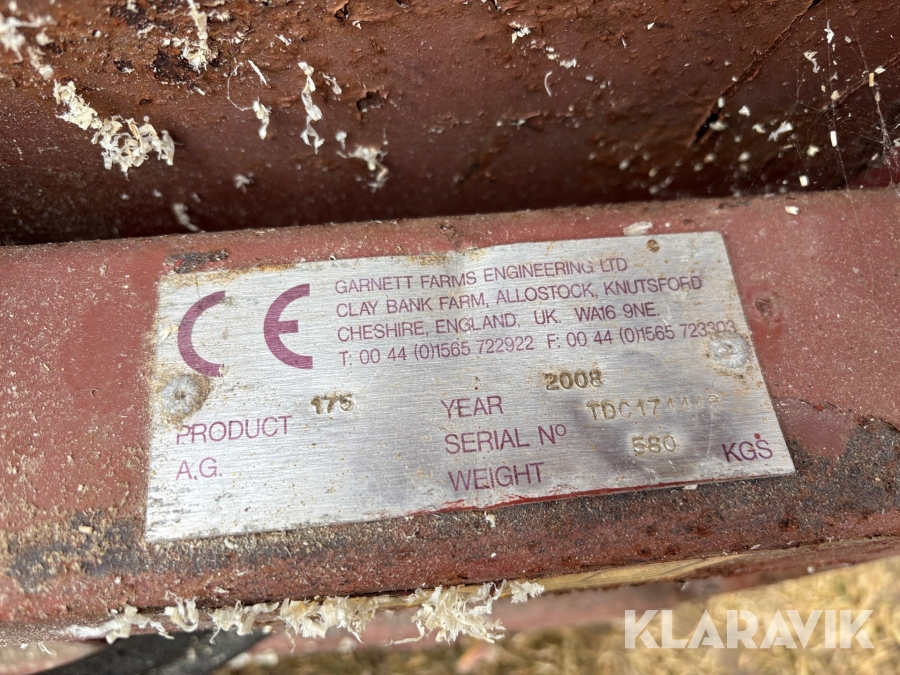 CE
GARNETT FARMS ENGINEERING LTD
CLAY BANK FARM, ALLOSTOCK, KNUTSFORD
CHESHIRE, ENGLAND, UK. WA16 9NE.
T: 00 44 (0)1565 722922 F: 00 44 (0)1565 723303
PRODUCT 175 YEAR 2008
A.G. SERIAL Nº
WEIGHT 580 KGS
KLARAVIK